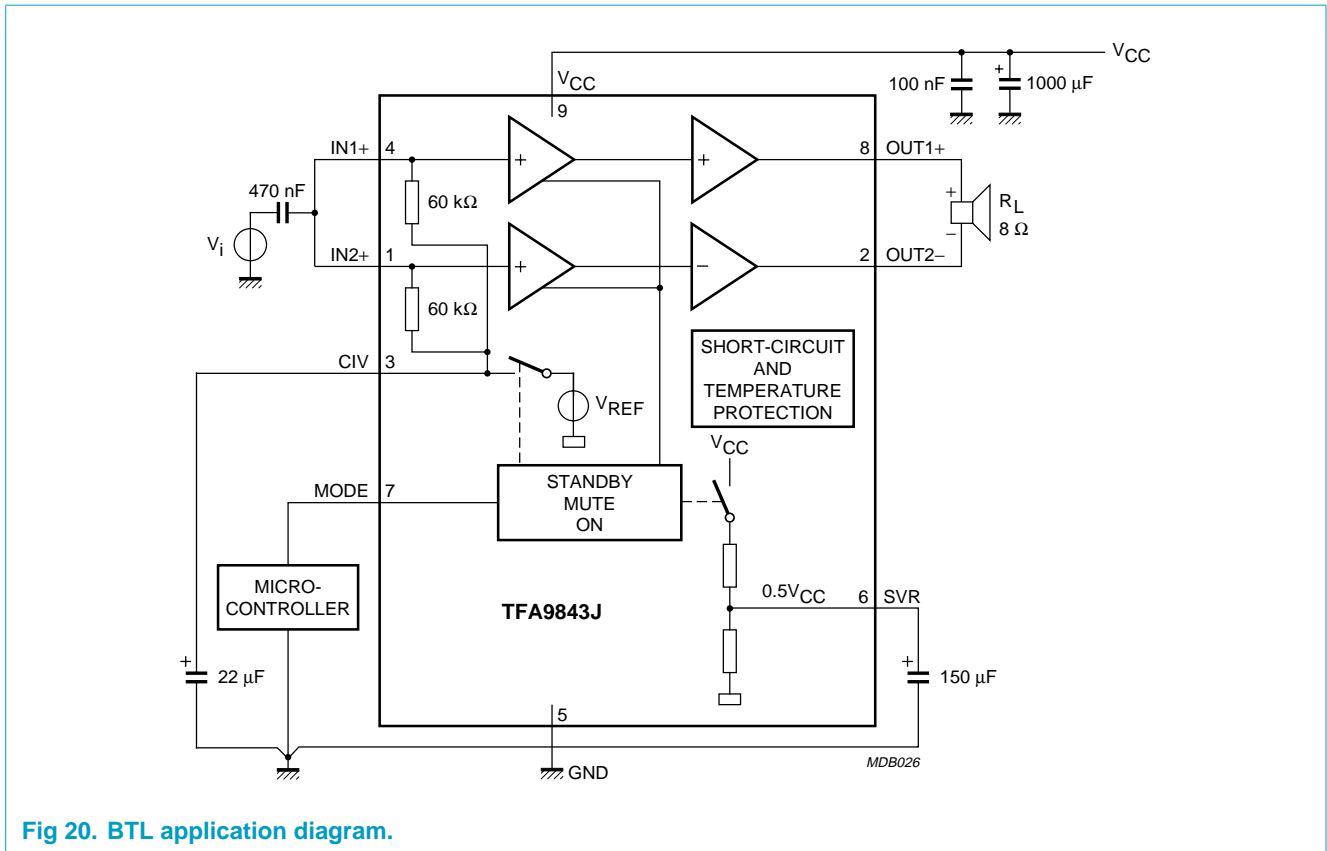 VCC
VCC
100 nF
+
1000 µF
9
IN1+
4
+
+
8
OUT1+
470 nF
60 kΩ
+
RL
8 Ω
−
Vi
IN2+
1
+
−
2
OUT2−
60 kΩ
SHORT-CIRCUIT
AND
TEMPERATURE
PROTECTION
CIV
3
VREF
VCC
MODE
7
STANDBY
MUTE
ON
MICRO-
CONTROLLER
TFA9843J
0.5VCC
6
SVR
+
22 µF
+
150 µF
5
GND
MDB026
Fig 20. BTL application diagram.